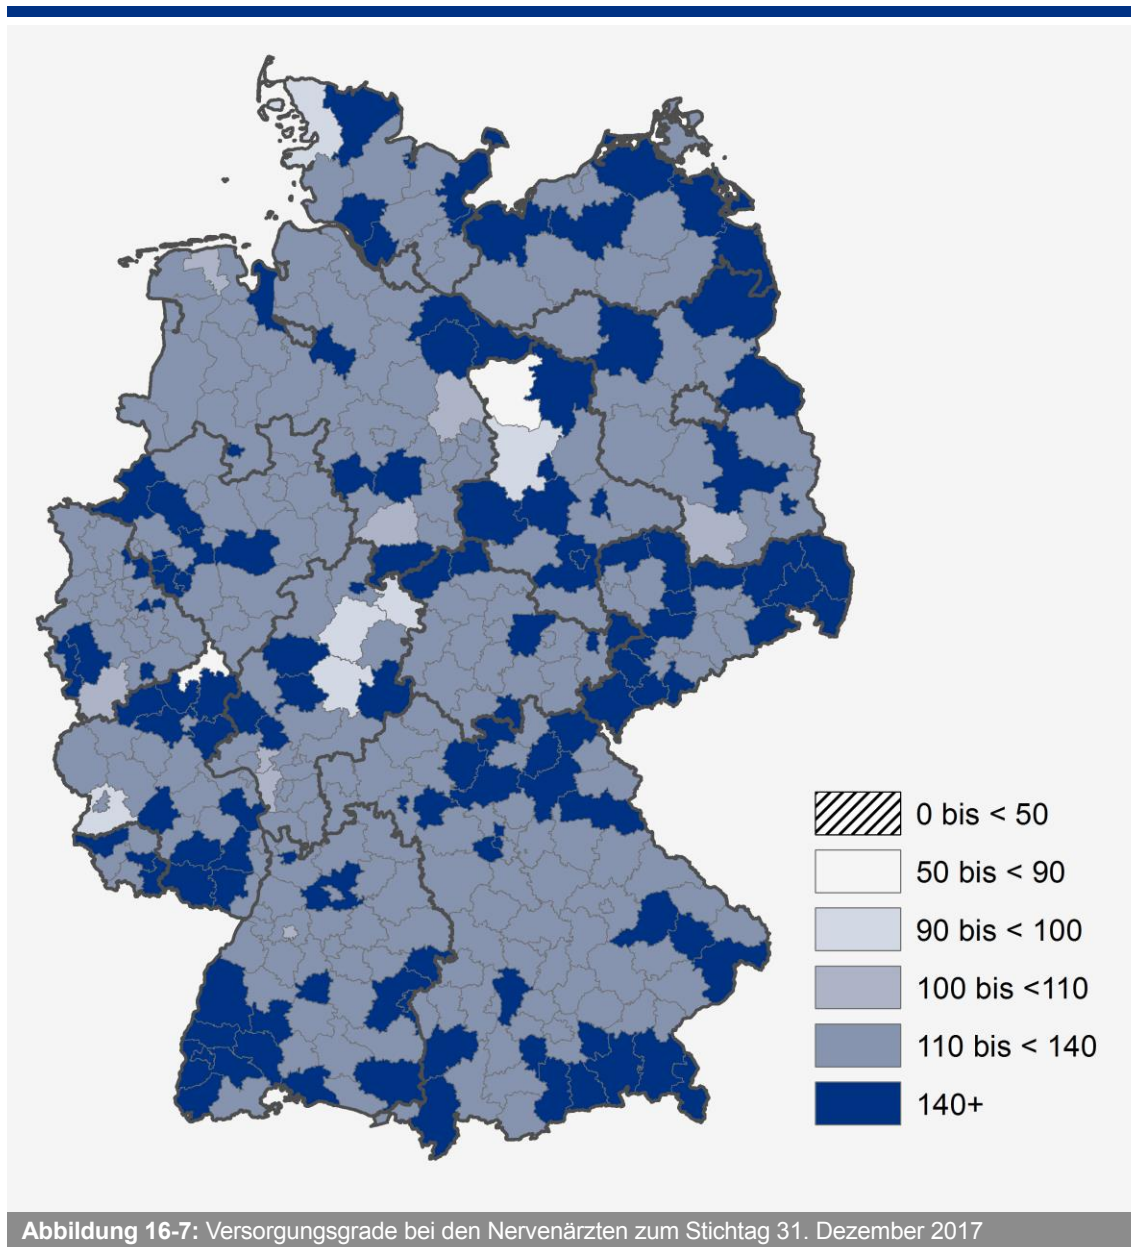 0 bis < 50
50 bis < 90
90 bis < 100
100 bis <110
110 bis < 140
140+
Abbildung 16-7: Versorgungsgrade bei den Nervenärzten zum Stichtag 31. Dezember 2017